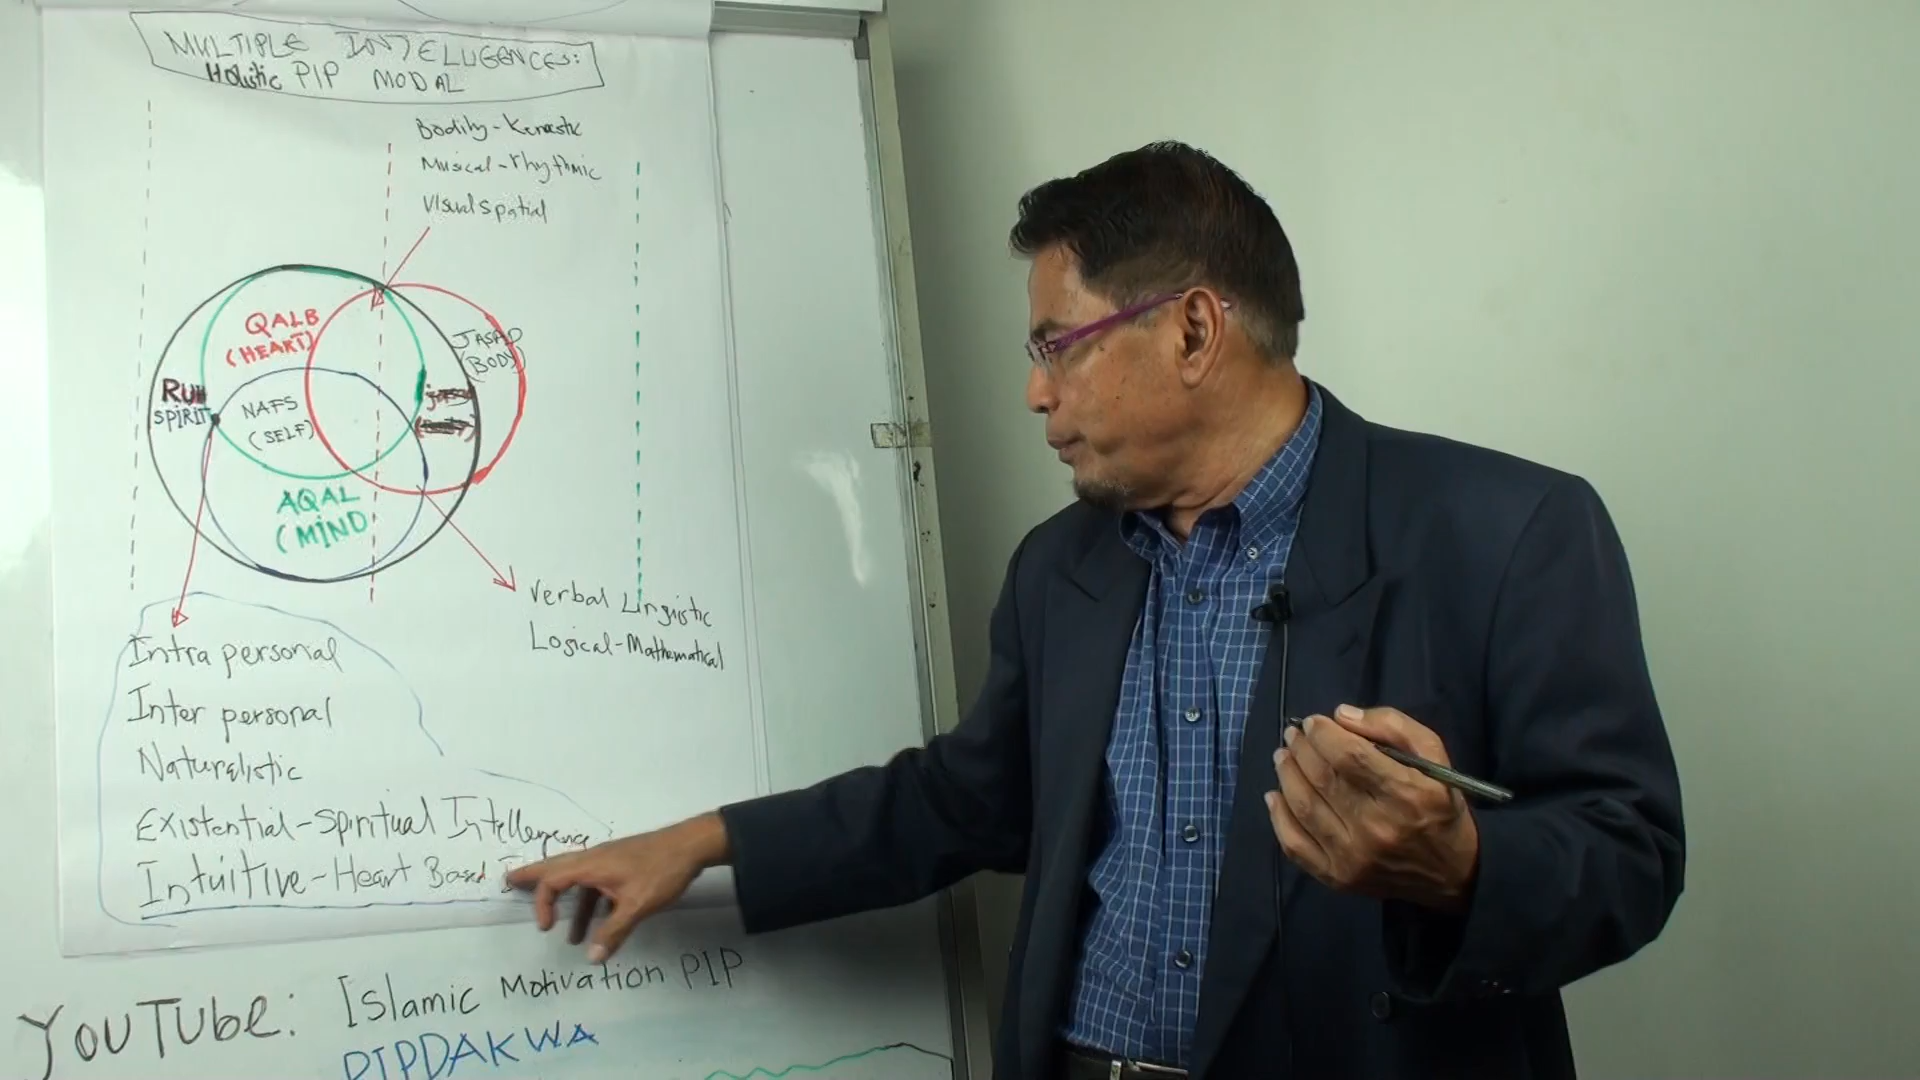 MULTIPLE INTELLIGENCES:
Holistic PIP MODAL
Bodily-Kenastic
Musical-rhythmic
Visual spatial
QALB
(HEART)
JASAD
(BODY)
RUH
SPIRIT
NAFS
(SELF)
AQAL
(MIND
Verbal Linguistic
Logical-Mathematical
Intra personal
Inter personal
Naturalistic
Existential-Spiritual Intellegence
Intuitive-Heart Based
YouTube: Islamic Motivation PIP
PIPDAKWA